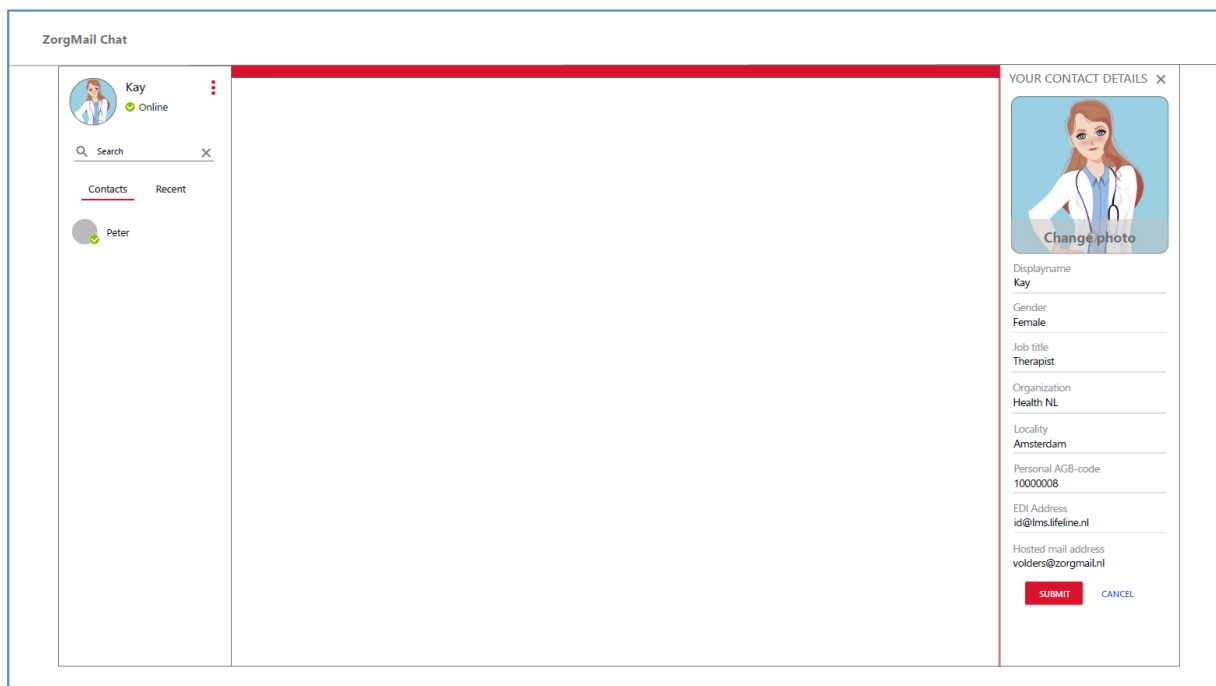 ZorgMail Chat
Kay
Online
Search
Contacts Recent
Peter
YOUR CONTACT DETAILS
Change photo
Displayname
Kay
Gender
Female
Job title
Therapist
Organization
Health NL
Locality
Amsterdam
Personal AGB-code
10000008
EDI Address
id@lms.lifeline.nl
Hosted mail address
volders@zorgmail.nl
SUBMIT CANCEL